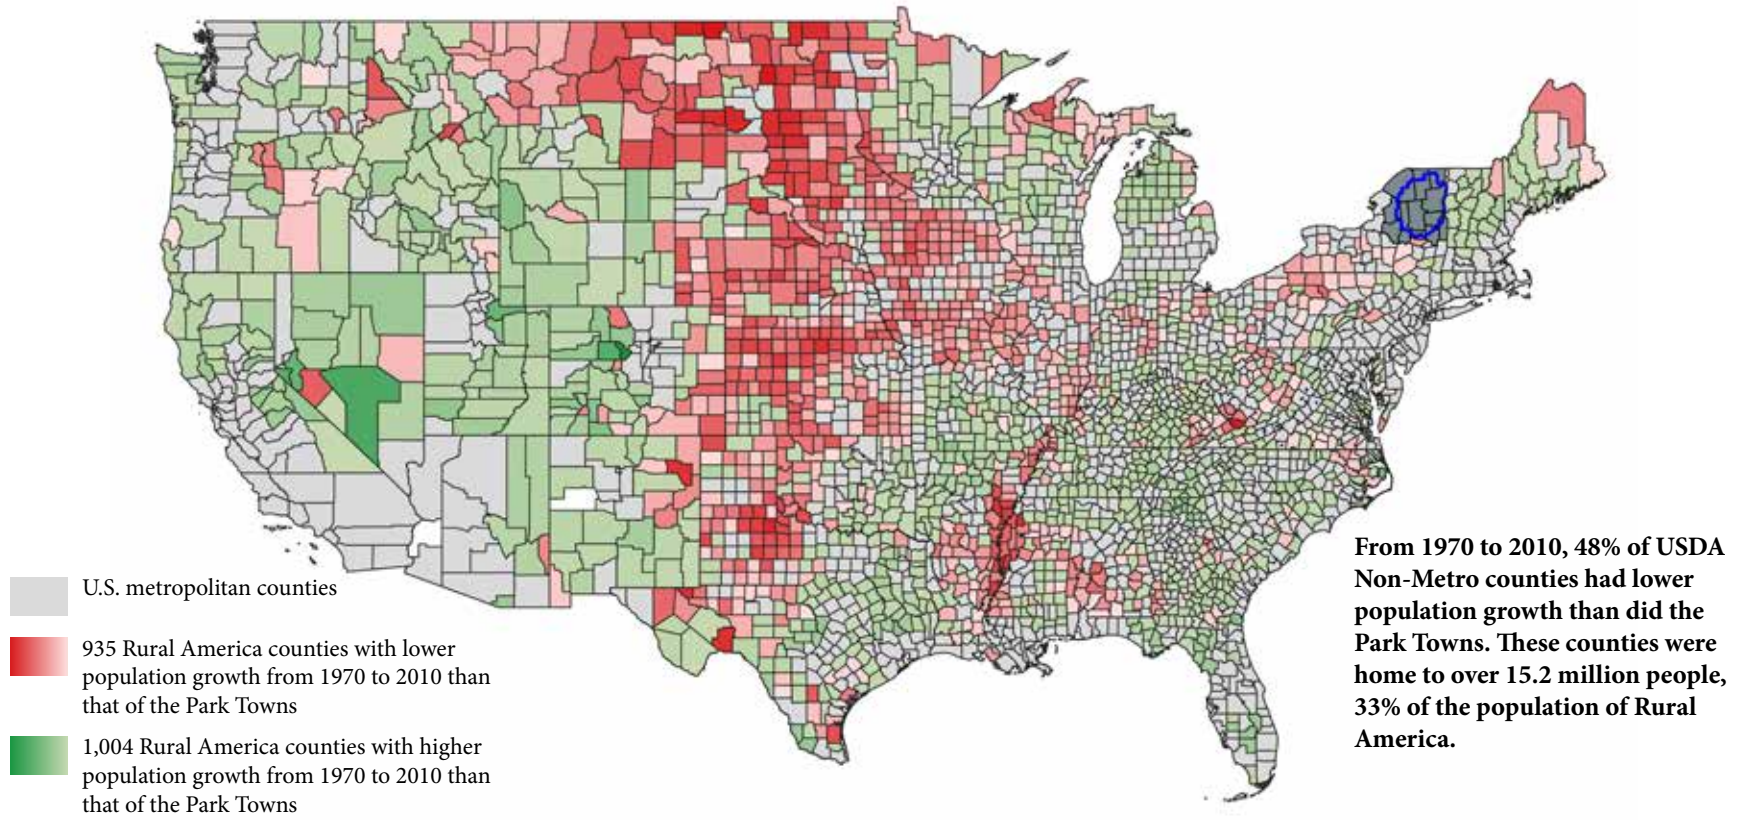 From 1970 to 2010, 48% of USDA
Non-Metro counties had lower
population growth than did the
Park Towns. These counties were
home to over 15.2 million people,
33% of the population of Rural
America.
U.S. metropolitan counties
935 Rural America counties with lower
population growth from 1970 to 2010 than
that of the Park Towns
1,004 Rural America counties with higher
population growth from 1970 to 2010 than
that of the Park Towns